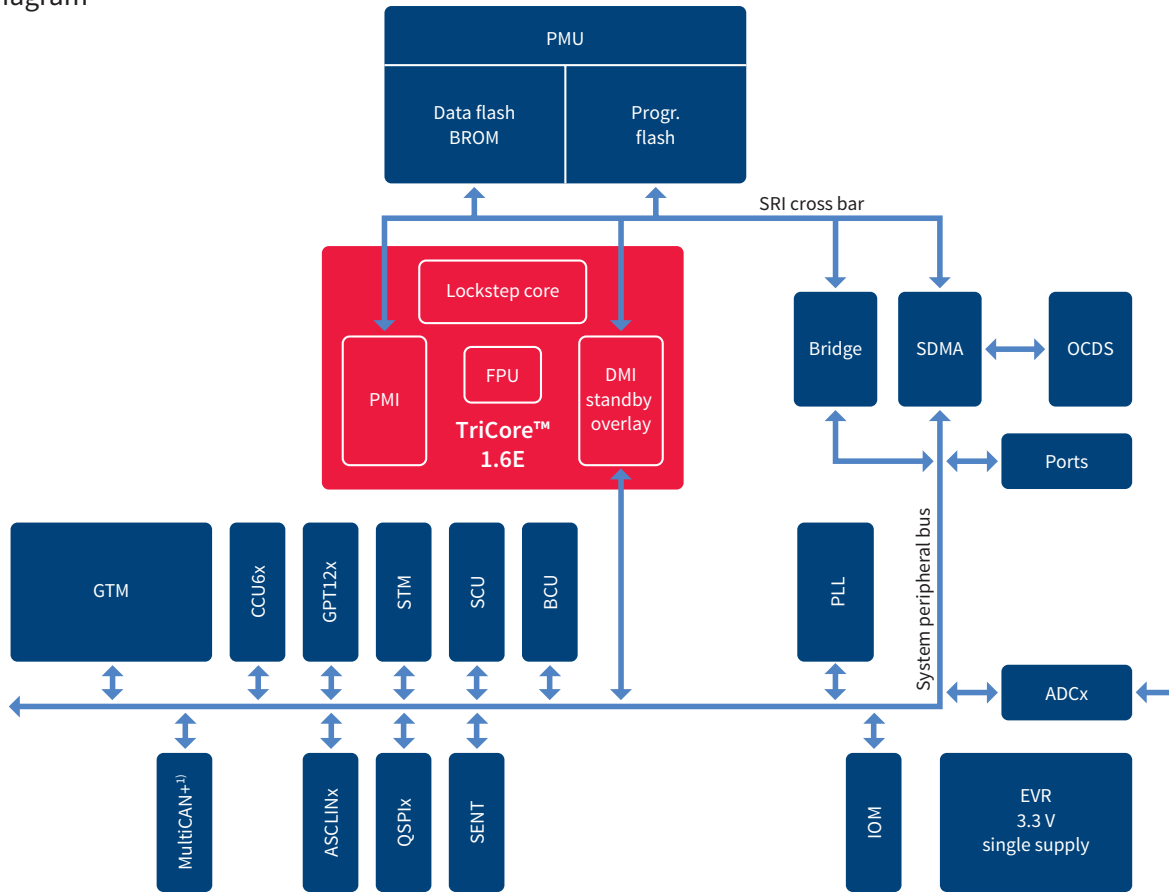 PMU
Data flash
BROM
Progr.
flash
SRI cross bar
Lockstep core
PMI
FPU
TriCore™
1.6E
DMI
standby
overlay
Bridge
SDMA
OCDS
Ports
GTM
CCU6x
GPT12x
STM
SCU
BCU
PLL
System peripheral bus
ADCx
MultiCAN+¹⁾
ASCLINx
QSPIx
SENT
IOM
EVR
3.3 V
single supply